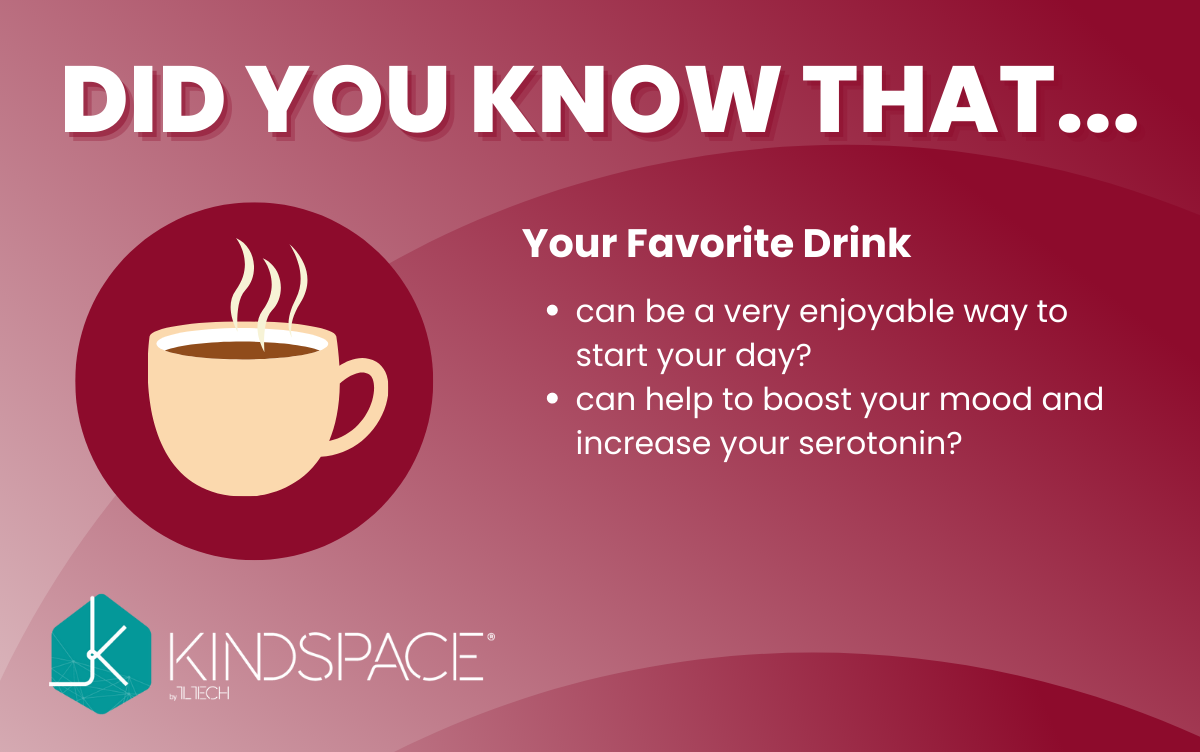 DID YOU KNOW THAT...
Your Favorite Drink
• can be a very enjoyable way to
start your day?
• can help to boost your mood and
increase your serotonin?
KINDSPACE®
by 1L1TECH